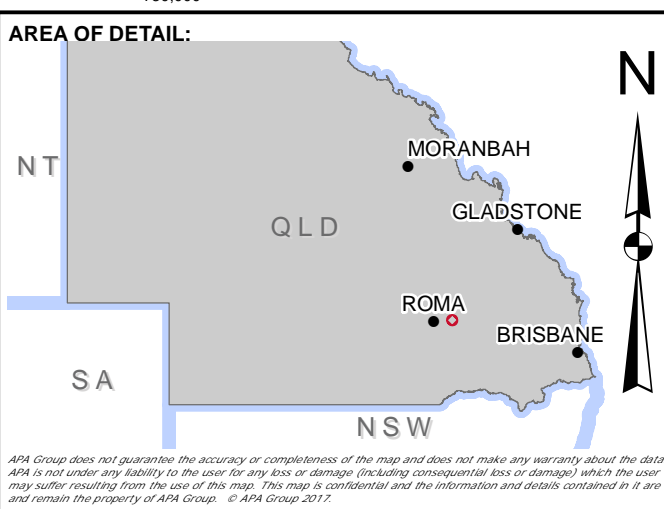 AREA OF DETAIL:
N
MORANBAH
NT
GLADSTONE
QLD
ROMA
BRISBANE
SA
NSW
APA Group does not guarantee the accuracy or completeness of the map and does not make any warranty about the data
APA is not under any liability to the user for any loss or damage (including consequential loss or damage) which the user
may suffer resulting from the use of this map. This map is confidential and the information and details contained in it are
and remain the property of APA Group. © APA Group 2017.